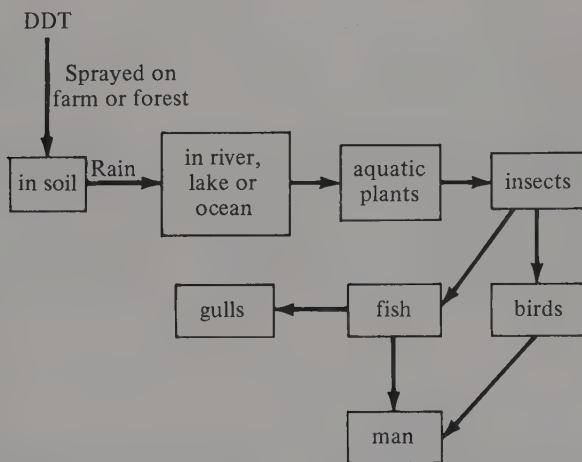 DDT
Sprayed on
farm or forest
in soil
Rain
in river,
lake or
ocean
aquatic
plants
insects
gulls
fish
birds
man